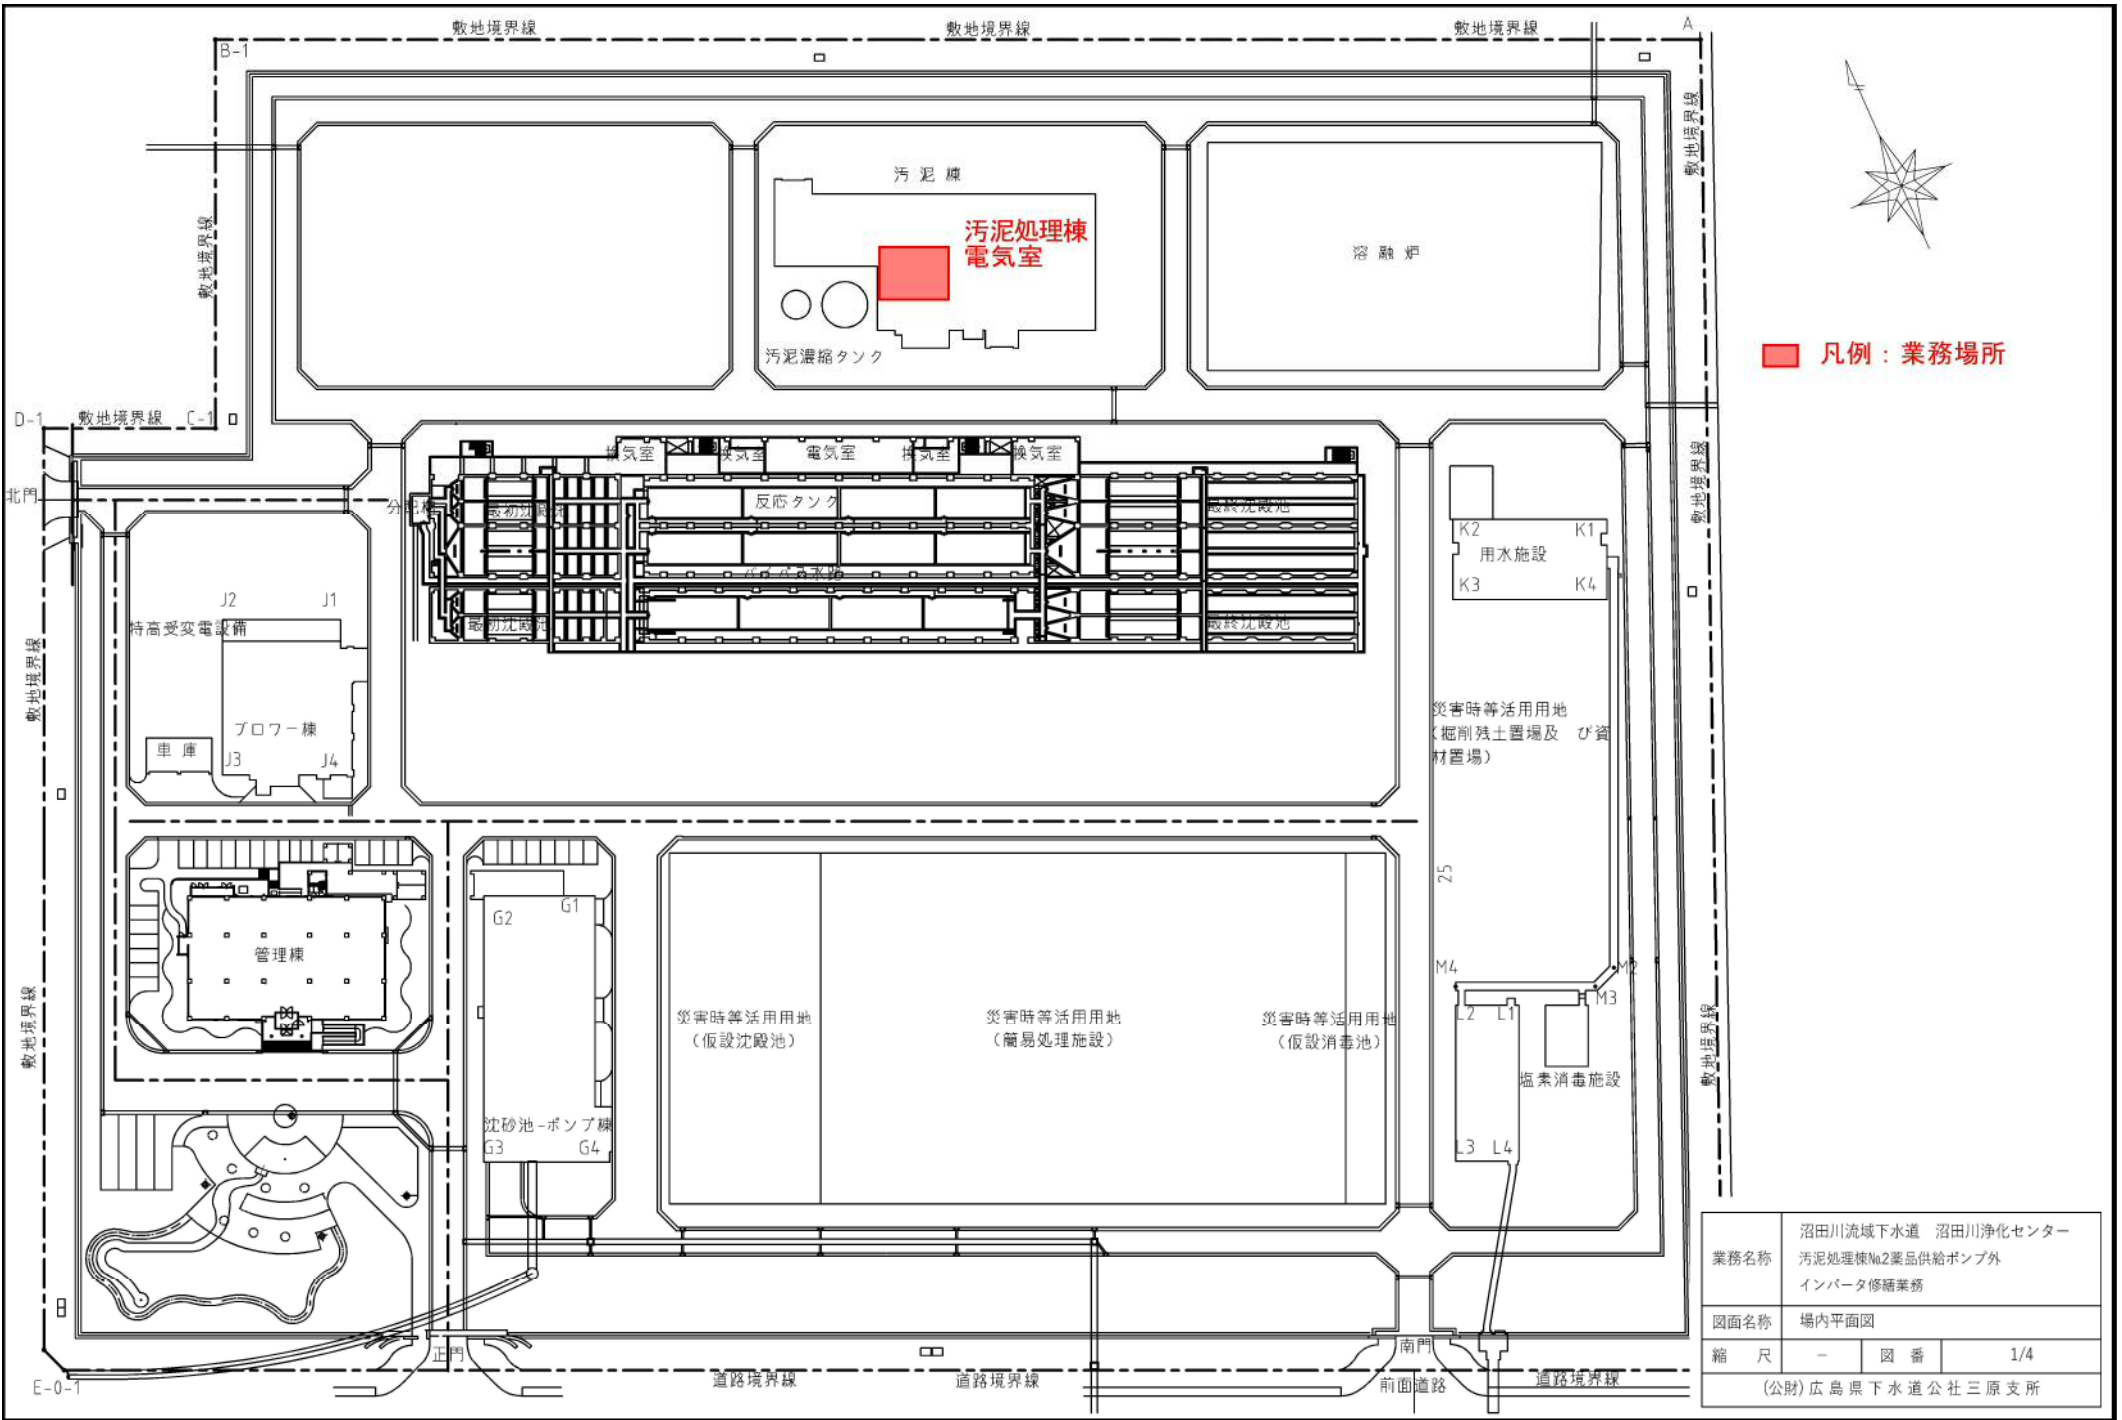 敷地境界線
敷地境界線
敷地境界線
A
B-1
敷地境界線
汚泥棟
汚泥処理棟
電気室
溶融炉
敷地境界線
汚泥濃縮タンク
凡例：業務場所
D-1
敷地境界線
C-1
換気室
換気室
電気室
換気室
換気室
敷地境界線
北門
反応タンク
最初沈殿池
最終沈殿池
K2
K1
用水施設
バイパス水路
K3
K4
J2
J1
特高受変電設備
最初沈殿池
最終沈殿池
敷地境界線
災害時等活用用地
(掘削残土置場及　び資
材置場)
ブロワー棟
車庫
J3
J4
25
G2
G1
管理棟
M4
M2
M3
敷地境界線
災害時等活用用地
(仮設沈殿池)
災害時等活用用地
(簡易処理施設)
災害時等活用用地
(仮設消毒池)
L2
L1
敷地境界線
塩素消毒施設
沈砂池-ポンプ棟
G3
G4
L3
L4
正門
南門
E-0-1
道路境界線
道路境界線
前面道路
道路境界線
業務名称
沼田川流域下水道　沼田川浄化センター
汚泥処理棟№2薬品供給ポンプ外
インバータ修繕業務
図面名称
場内平面図
縮　尺
－
図　番
1/4
(公財)広島県下水道公社三原支所